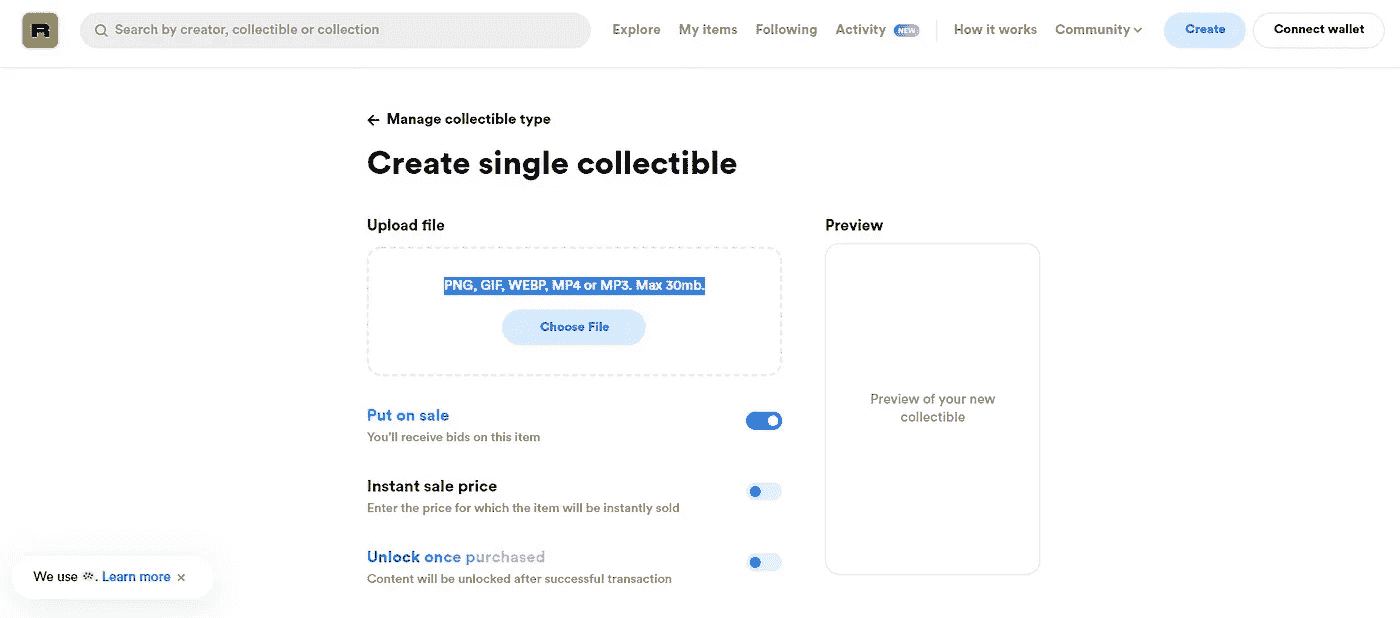 R
Search by creator, collectible or collection
Explore My items Following Activity NEW How it works Community Create Connect wallet
← Manage collectible type
Create single collectible
Upload file
PNG, GIF, WEBP, MP4 or MP3. Max 30mb.
Choose File
Put on sale
You'll receive bids on this item
Instant sale price
Enter the price for which the item will be instantly sold
Unlock once purchased
Content will be unlocked after successful transaction
Preview
Preview of your new
collectible
We use 🍪. Learn more ×